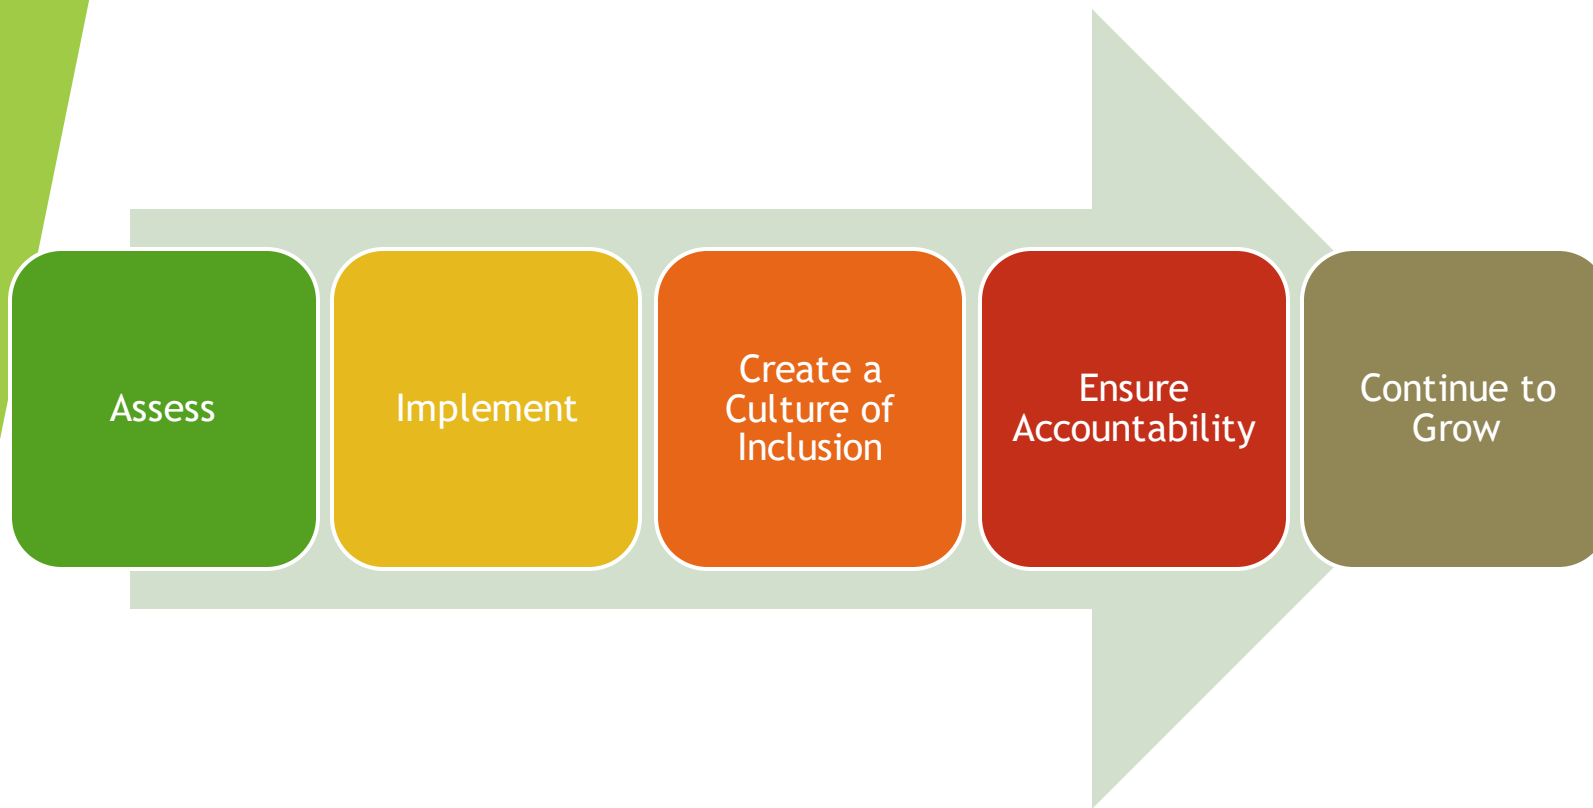 Assess
Implement
Create a
Culture of
Inclusion
Ensure
Accountability
Continue to
Grow